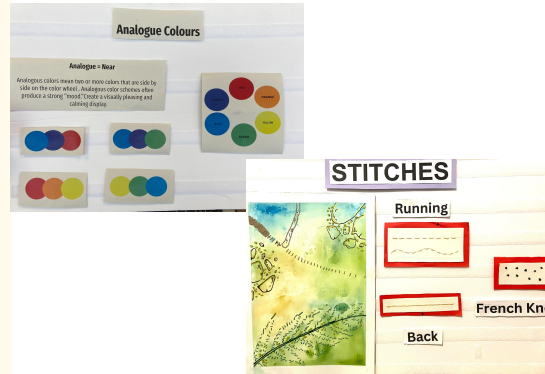 Analogue Colours
Analogue = Near
Analogous colors mean two or more colors that are side by
side on the color wheel. Analogous color schemes often
produce a strong "mood." Create a visually pleasing and
calming display.
RED
ORANGE
YELLOW
STITCHES
Running
French Kn
Back